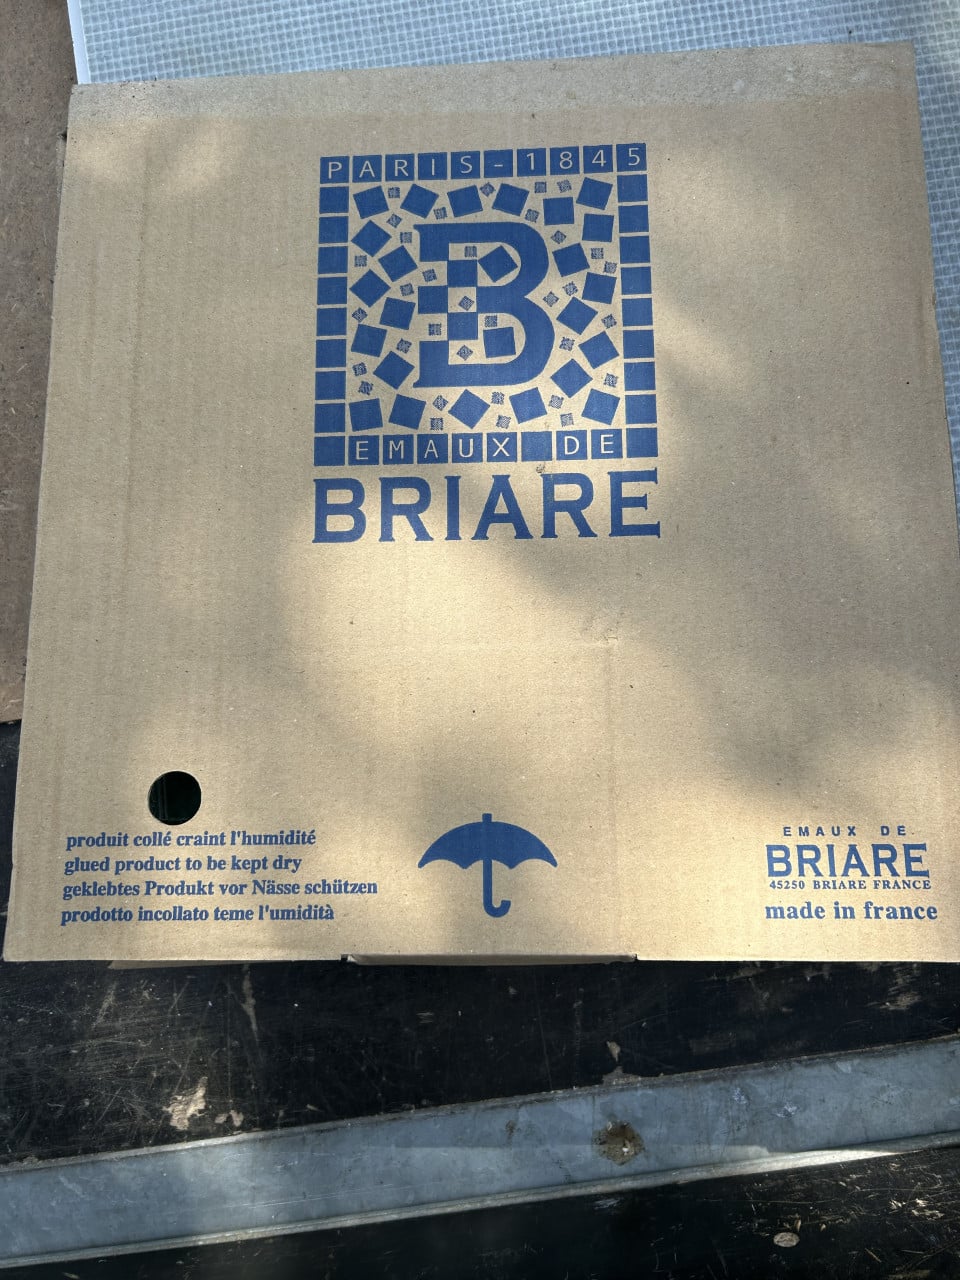 PARIS-1845
B
EMAUX DE
BRIARE
produit collé craint l'humidité
glued product to be kept dry
geklebtes Produkt vor Nässe schützen
prodotto incollato teme l'umidità
EMAUX DE.
BRIARE
45250 BRIARE FRANCE
made in france